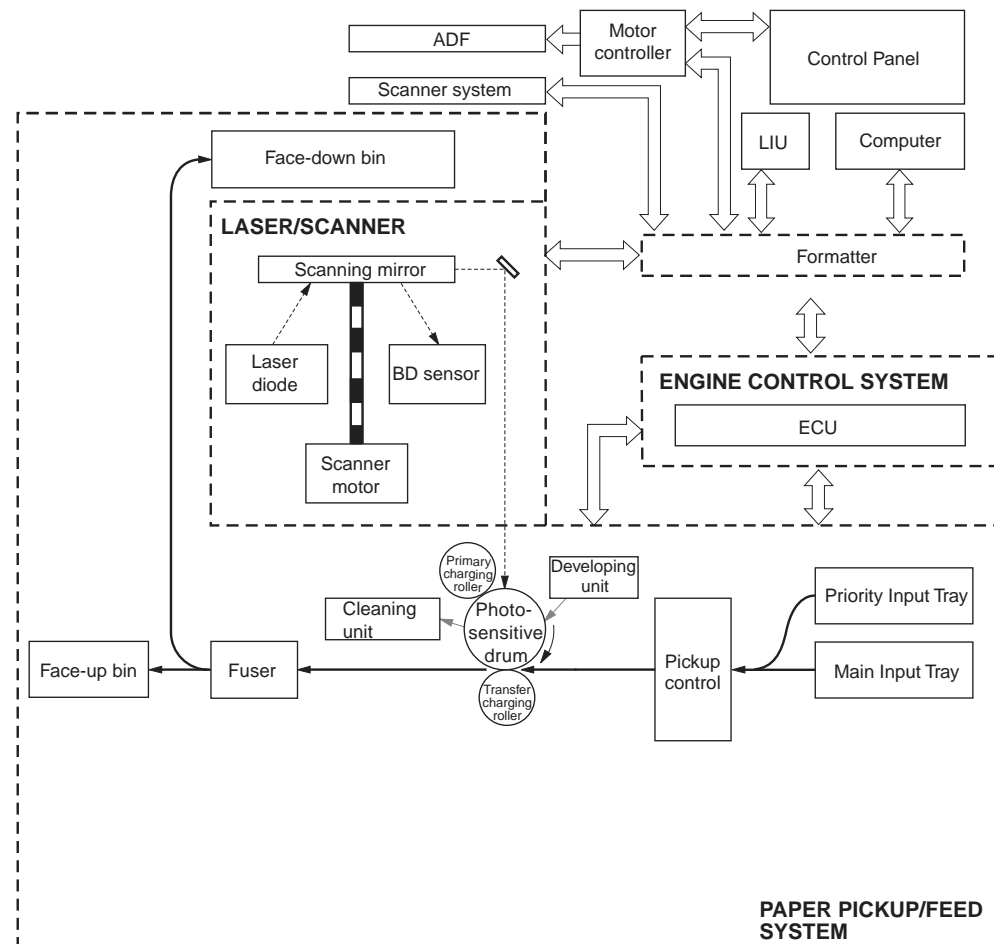 ADF
Motor
controller
Control Panel
Scanner system
LIU
Computer
Face-down bin
LASER/SCANNER
Scanning mirror
Formatter
Laser
diode
BD sensor
ENGINE CONTROL SYSTEM
ECU
Scanner
motor
Primary
charging
roller
Developing
unit
Cleaning
unit
Photo-
sensitive
drum
Priority Input Tray
Face-up bin
Fuser
Pickup
control
Main Input Tray
Transfer
charging
roller
PAPER PICKUP/FEED
SYSTEM